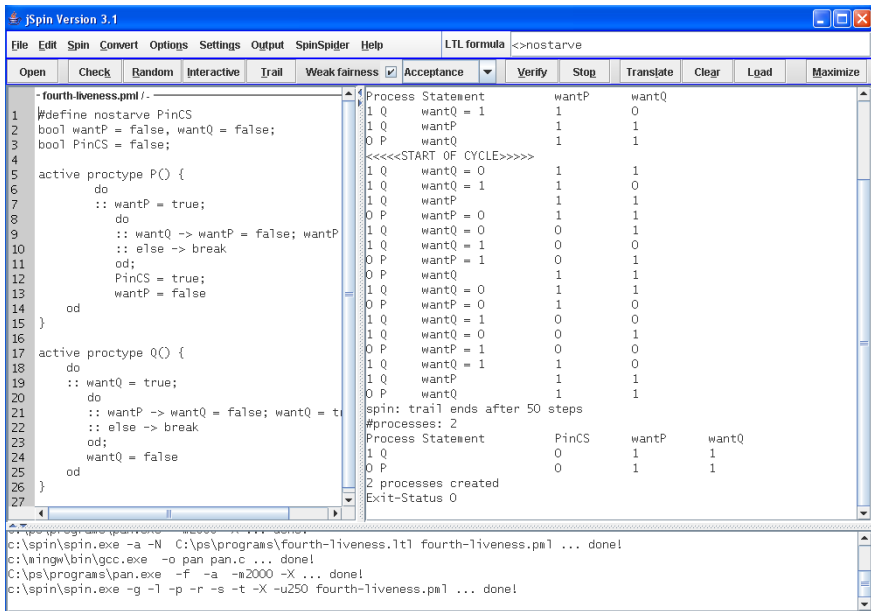 jSpin Version 3.1
File Edit Spin Convert Options Settings Output SpinSpider Help LTL formula <>nostarve
Open Check Random Interactive Trail Weak fairness Acceptance Verify Stop Translate Clear Load Maximize
- fourth-liveness.pml / -
1 #define nostarve PinCS
2 bool wantP = false, wantQ = false;
3 bool PinCS = false;
4
5 active proctype P() {
6 do
7 :: wantP = true;
8 do
9 :: wantQ -> wantP = false; wantP
10 :: else -> break
11 od;
12 PinCS = true;
13 wantP = false
14 od
15 }
16
17 active proctype Q() {
18 do
19 :: wantQ = true;
20 do
21 :: wantP -> wantQ = false; wantQ = t
22 :: else -> break
23 od;
24 wantQ = false
25 od
26 }
27
Process Statement wantP wantQ
1 Q wantQ = 1 1 0
1 Q wantP 1 1
0 P wantQ 1 1
<<<<<START OF CYCLE>>>>>
1 Q wantQ = 0 1 1
1 Q wantQ = 1 1 0
1 Q wantP 1 1
0 P wantP = 0 1 1
1 Q wantQ = 0 0 1
1 Q wantQ = 1 0 0
0 P wantP = 1 0 1
0 P wantQ 1 1
1 Q wantQ = 0 1 1
0 P wantP = 0 1 0
1 Q wantQ = 1 0 0
1 Q wantQ = 0 0 1
0 P wantP = 1 0 0
1 Q wantQ = 1 1 0
1 Q wantP 1 1
0 P wantQ 1 1
spin: trail ends after 50 steps
#processes: 2
Process Statement PinCS wantP wantQ
1 Q 0 1 1
0 P 0 1 1
2 processes created
Exit-Status 0
c:\spin\spin.exe -a -N C:\ps\programs\fourth-liveness.ltl fourth-liveness.pml ... done!
c:\mingw\bin\gcc.exe -o pan pan.c ... done!
C:\ps\programs\pan.exe -f -a -m2000 -X ... done!
c:\spin\spin.exe -g -l -p -r -s -t -X -u250 fourth-liveness.pml ... done!